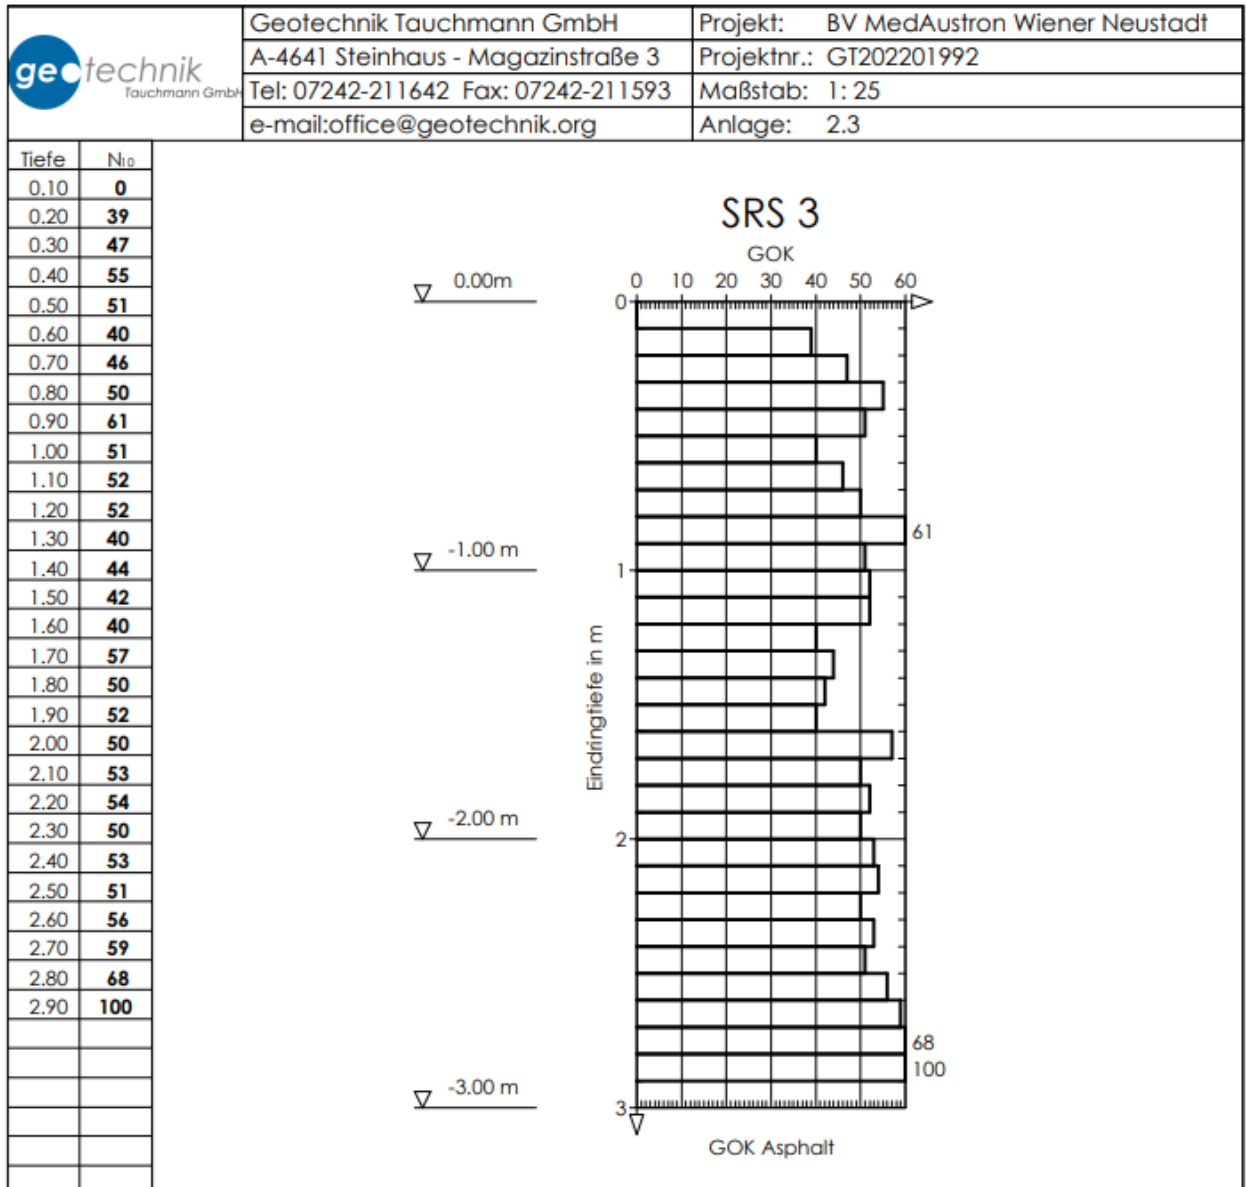 geotechnik
Tauchmann GmbH
Geotechnik Tauchmann GmbH
A-4641 Steinhaus - Magazinstraße 3
Tel: 07242-211642 Fax: 07242-211593
e-mail:office@geotechnik.org
Projekt: BV MedAustron Wiener Neustadt
Projektnr.: GT202201992
Maßstab: 1: 25
Anlage: 2.3
Tiefe N10
0.10 0
0.20 39
0.30 47
0.40 55
0.50 51
0.60 40
0.70 46
0.80 50
0.90 61
1.00 51
1.10 52
1.20 52
1.30 40
1.40 44
1.50 42
1.60 40
1.70 57
1.80 50
1.90 52
2.00 50
2.10 53
2.20 54
2.30 50
2.40 53
2.50 51
2.60 56
2.70 59
2.80 68
2.90 100
SRS 3
GOK
0 10 20 30 40 50 60
0.00m
0
61
-1.00 m
1
Eindringtiefe in m
-2.00 m
2
68
100
-3.00 m
3
GOK Asphalt